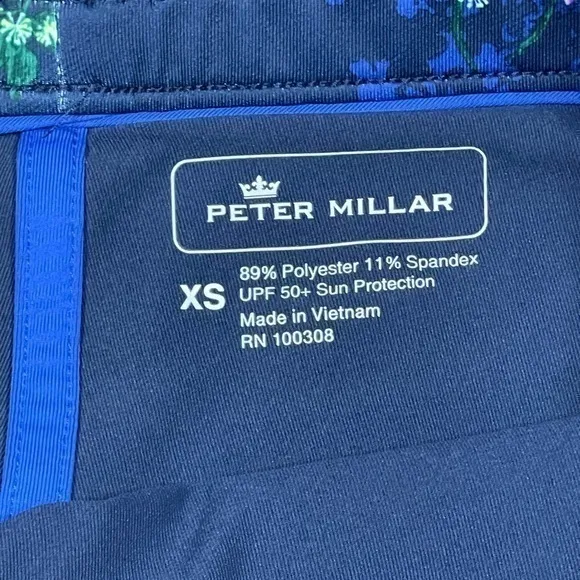 PETER MILLAR
XS
89% Polyester 11% Spandex
UPF 50+ Sun Protection
Made in Vietnam
RN 100308